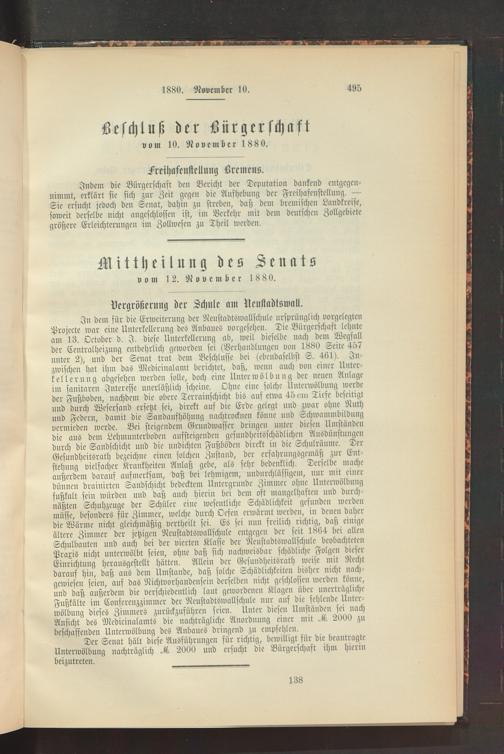 1880. November 10. 495
Beschluß der Bürgerschaft
vom 10. November 1880.
Freihafenstellung Bremens.
Indem die Bürgerschaft den Bericht der Deputation dankend entgegen-
nimmt, erklärt sie sich zur Zeit gegen die Aufhebung der Freihafenstellung. —
Sie ersucht jedoch den Senat, dahin zu streben, daß dem bremischen Landkreise,
soweit derselbe nicht angeschlossen ist, im Verkehr mit dem deutschen Zollgebiete
größere Erleichterungen im Zollwesen zu Theil werden.
Mittheilung des Senats
vom 12. November 1880.
Vergrößerung der Schule am Neustadtswall.
In dem für die Erweiterung der Neustadtswallschule ursprünglich vorgelegten
Projecte war eine Unterkellerung des Anbaues vorgesehen. Die Bürgerschaft lehnte
am 13. October d. J. diese Unterkellerung ab, weil dieselbe nach dem Wegfall
der Centralheizung entbehrlich geworden sei (Verhandlungen von 1880 Seite 457
unter 2), und der Senat trat dem Beschlusse bei (ebendaselbst S. 461). In-
zwischen hat ihm das Medicinalamt berichtet, daß, wenn auch von einer Unter-
kellerung abgesehen werden solle, doch eine Unterwölbung der neuen Anlage
im sanitären Interesse unerläßlich scheine. Ohne eine solche Unterwölbung werde
der Fußboden, nachdem die obere Terrainschicht bis auf etwa 45 cm Tiefe beseitigt
und durch Wesersand ersetzt sei, direkt auf die Erde gelegt und zwar ohne Nuth
und Federn, damit die Sandaufhöhung nachtrocknen könne und Schwammbildung
vermieden werde. Bei steigendem Grundwasser dringen unter diesen Umständen
die aus dem Lehmunterboden aufsteigenden gesundheitsschädlichen Ausdünstungen
durch die Sandschicht und die undichten Fußböden direkt in die Schulräume. Der
Gesundheitsrath bezeichne einen solchen Zustand, der erfahrungsgemäß zur Ent-
stehung vielfacher Krankheiten Anlaß gebe, als sehr bedenklich. Derselbe mache
außerdem darauf aufmerksam, daß bei lehmigem, undurchlässigem, nur mit einer
dünnen drainirten Sandschicht bedecktem Untergrunde Zimmer ohne Unterwölbung
fußkalt sein würden und daß auch hierin bei dem oft mangelhaften und durch-
näßten Schuhzeuge der Schüler eine wesentliche Schädlichkeit gefunden werden
müsse, besonders für Zimmer, welche durch Oefen erwärmt werden, in denen daher
die Wärme nicht gleichmäßig vertheilt sei. Es sei nun freilich richtig, daß einige
ältere Zimmer der jetzigen Neustadtswallschule entgegen der seit 1864 bei allen
Schulbauten und auch bei der vierten Klasse der Neustadtswallschule beobachteten
Praxis nicht unterwölbt seien, ohne daß sich nachweisbar schädliche Folgen dieser
Einrichtung herausgestellt hätten. Allein der Gesundheitsrath weise mit Recht
darauf hin, daß aus dem Umstande, daß solche Schädlichkeiten bisher nicht nach-
gewiesen seien, auf das Nichtvorhandensein derselben nicht geschlossen werden könne,
und daß außerdem die verschiedentlich laut gewordenen Klagen über unerträgliche
Fußkälte im Conferenzzimmer der Neustadtswallschule nur auf die fehlende Unter-
wölbung dieses Zimmers zurückzuführen seien. Unter diesen Umständen sei nach
Ansicht des Medicinalamts die nachträgliche Anordnung einer mit ℳ 2000 zu
beschaffenden Unterwölbung des Anbaues dringend zu empfehlen.
Der Senat hält diese Ausführungen für richtig, bewilligt für die beantragte
Unterwölbung nachträglich ℳ 2000 und ersucht die Bürgerschaft ihm hierin
beizutreten.
138